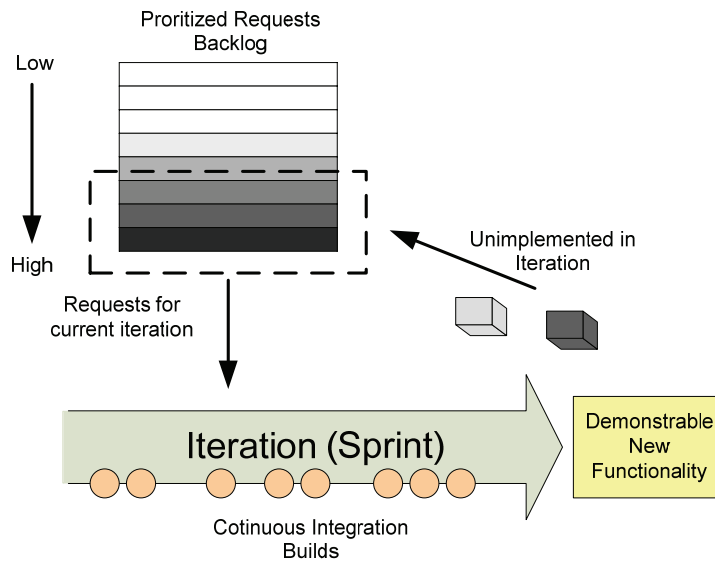 Proritized Requests
Backlog
Low
High
Requests for
current iteration
Unimplemented in
Iteration
Iteration (Sprint)
Demonstrable
New
Functionality
Cotinuous Integration
Builds